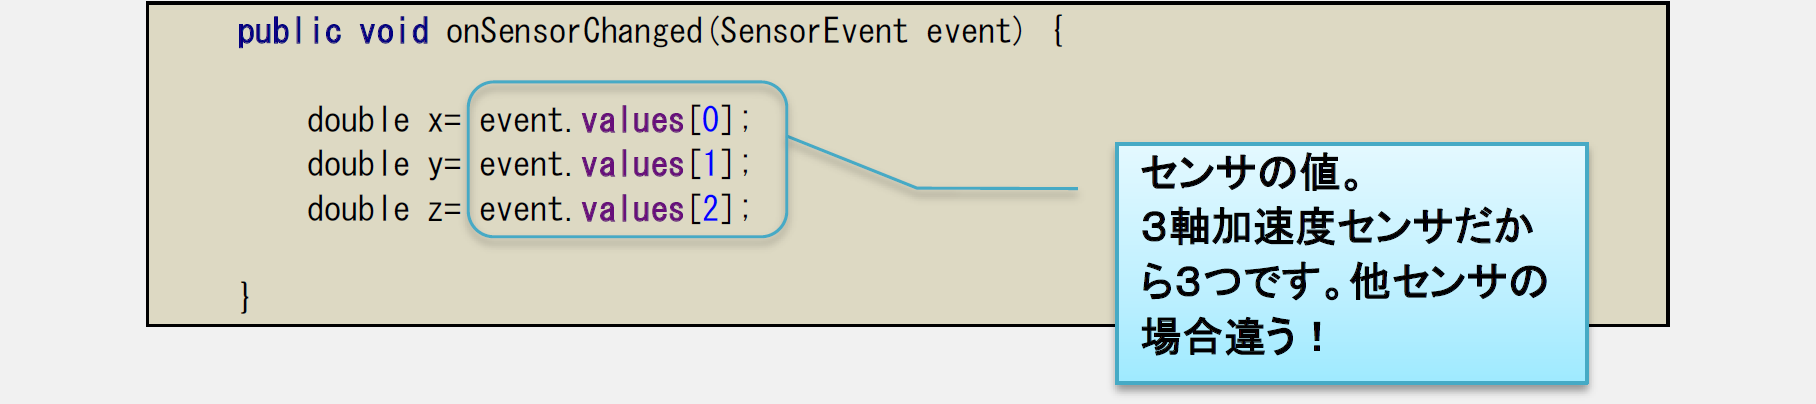 public void onSensorChanged(SensorEvent event) {
double x= event.values[0];
double y= event.values[1];
double z= event.values[2];
}
センサの値。
３軸加速度センサだか
ら３つです。他センサの
場合違う！